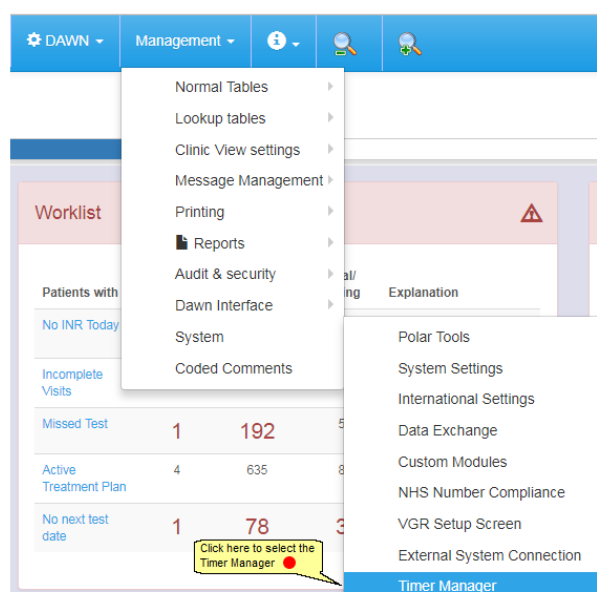 DAWN
Management
Normal Tables
Lookup tables
Clinic View settings
Message Management
Printing
Reports
Audit & security
Dawn Interface
System
Coded Comments
Worklist
Patients with
Explanation
No INR Today
Incomplete
Visits
Missed Test 1 192
Active 4 635 8
Treatment Plan
No next test 1 78 3
date
Click here to select the
Timer Manager
Polar Tools
System Settings
International Settings
Data Exchange
Custom Modules
NHS Number Compliance
VGR Setup Screen
External System Connection
Timer Manager